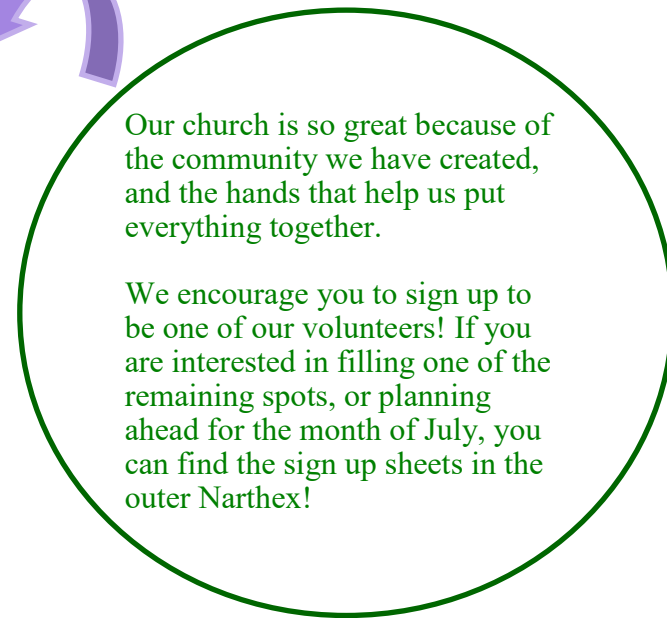 Our church is so great because of
the community we have created,
and the hands that help us put
everything together.
We encourage you to sign up to
be one of our volunteers! If you
are interested in filling one of the
remaining spots, or planning
ahead for the month of July, you
can find the sign up sheets in the
outer Narthex!